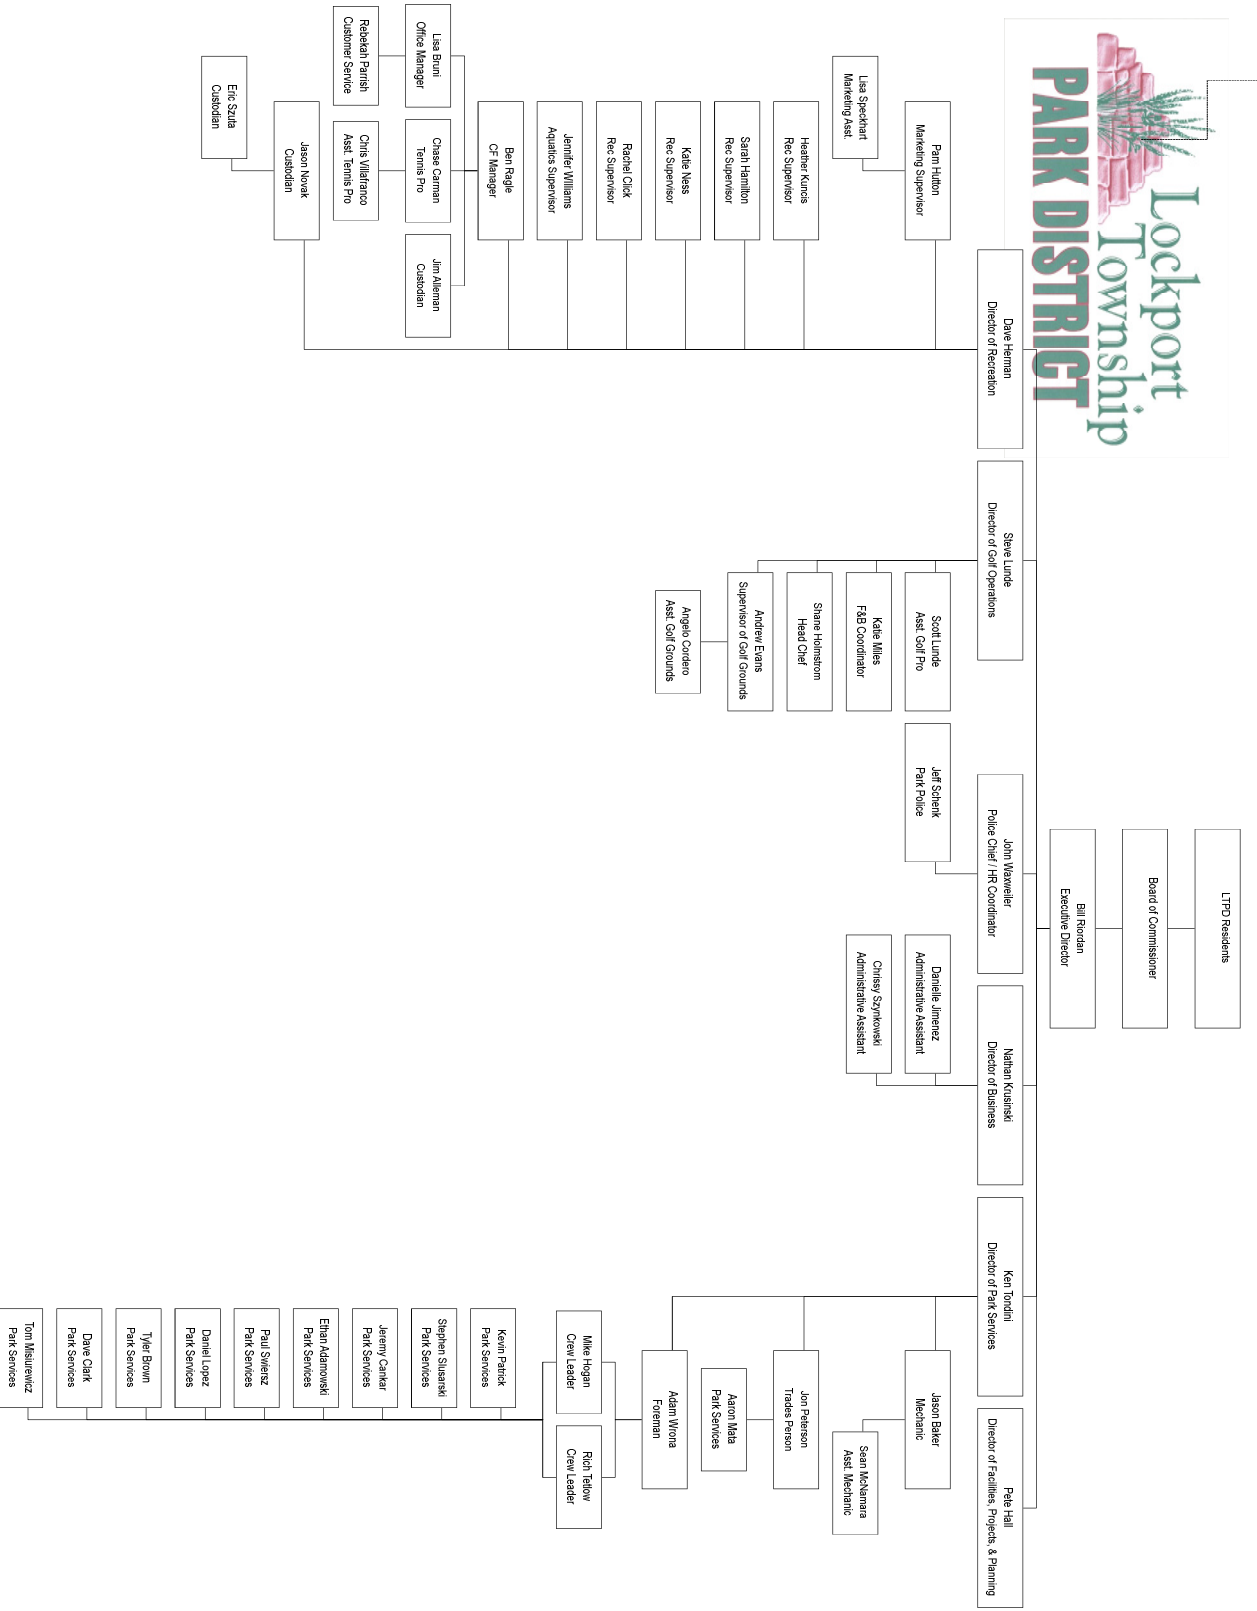 Lockport
Township
PARK DISTRICT
LTPD Residents
Board of Commissioner
Bill Riordan
Executive Director
Dave Herman
Director of Recreation
Steve Lunde
Director of Golf Operations
John Waxweiler
Police Chief / HR Coordinator
Nathan Krusinski
Director of Business
Ken Tondini
Director of Park Services
Pete Hall
Director of Facilities, Projects, & Planning
Pam Hutton
Marketing Supervisor
Lisa Speckhart
Marketing Asst.
Heather Kuncis
Rec Supervisor
Sarah Hamilton
Rec Supervisor
Katie Ness
Rec Supervisor
Rachel Click
Rec Supervisor
Jennifer Williams
Aquatics Supervisor
Ben Ragle
CF Manager
Lisa Bruni
Office Manager
Rebekah Parrish
Customer Service
Chase Carman
Tennis Pro
Chris Villafranco
Asst. Tennis Pro
Jim Alleman
Custodian
Jason Novak
Custodian
Eric Szuta
Custodian
Scott Lunde
Asst. Golf Pro
Katie Miles
F&B Coordinator
Shane Holmstrom
Head Chef
Andrew Evans
Supervisor of Golf Grounds
Angelo Cordero
Asst. Golf Grounds
Jeff Schenk
Park Police
Danielle Jimenez
Administrative Assistant
Chrissy Szynkowski
Administrative Assistant
Jason Baker
Mechanic
Sean McNamara
Asst. Mechanic
Jon Peterson
Trades Person
Aaron Mata
Park Services
Adam Wrona
Foreman
Mike Hogan
Crew Leader
Rich Tetlow
Crew Leader
Kevin Patrick
Park Services
Stephen Slusarski
Park Services
Jeremy Cankar
Park Services
Ethan Adamowski
Park Services
Paul Swiersz
Park Services
Daniel Lopez
Park Services
Tyler Brown
Park Services
Dave Clark
Park Services
Tom Misiurewicz
Park Services